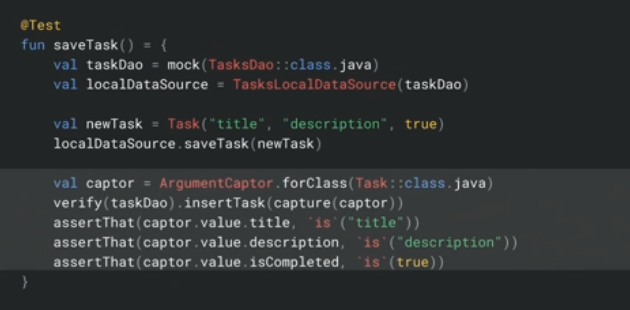 @Test
fun saveTask() = {
    val taskDao = mock(TasksDao::class.java)
    val localDataSource = TasksLocalDataSource(taskDao)

    val newTask = Task("title", "description", true)
    localDataSource.saveTask(newTask)

    val captor = ArgumentCaptor.forClass(Task::class.java)
    verify(taskDao).insertTask(capture(captor))
    assertThat(captor.value.title, `is`("title"))
    assertThat(captor.value.description, `is`("description"))
    assertThat(captor.value.isCompleted, `is`(true))
}